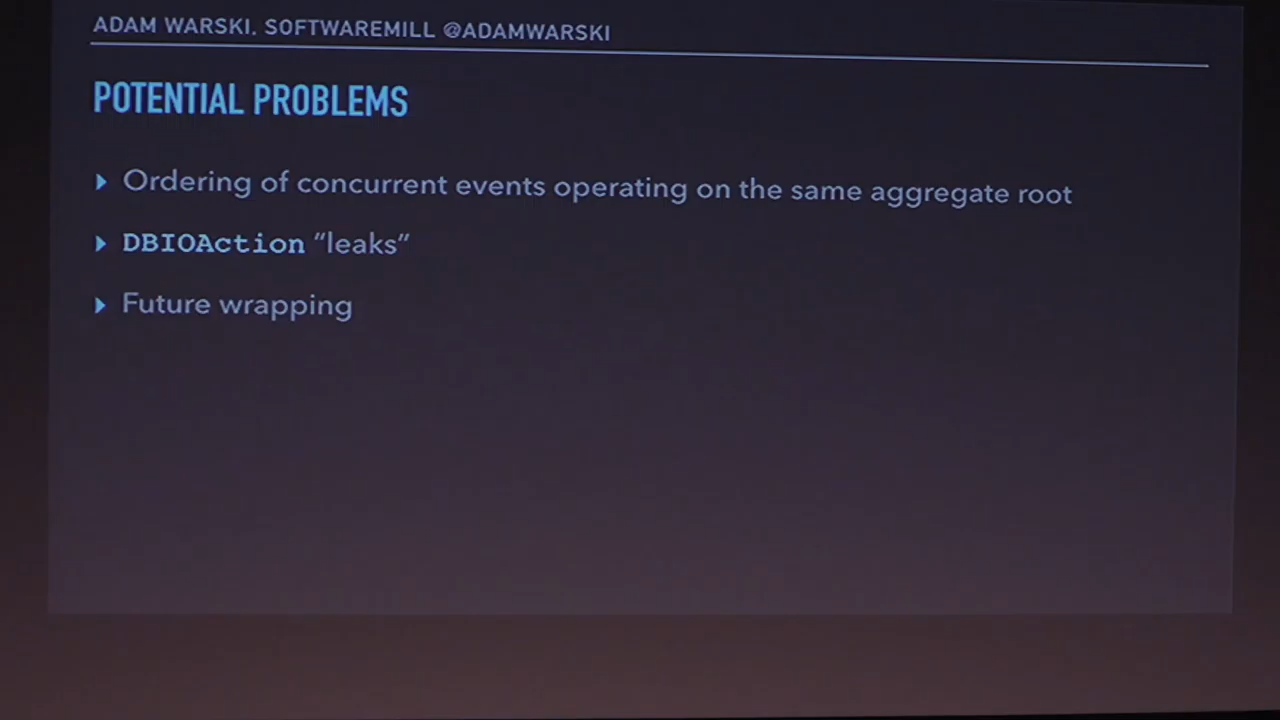 ADAM WARSKI. SOFTWAREMILL @ADAMWARSKI
POTENTIAL PROBLEMS
Ordering of concurrent events operating on the same aggregate root
DBIOAction “leaks”
Future wrapping